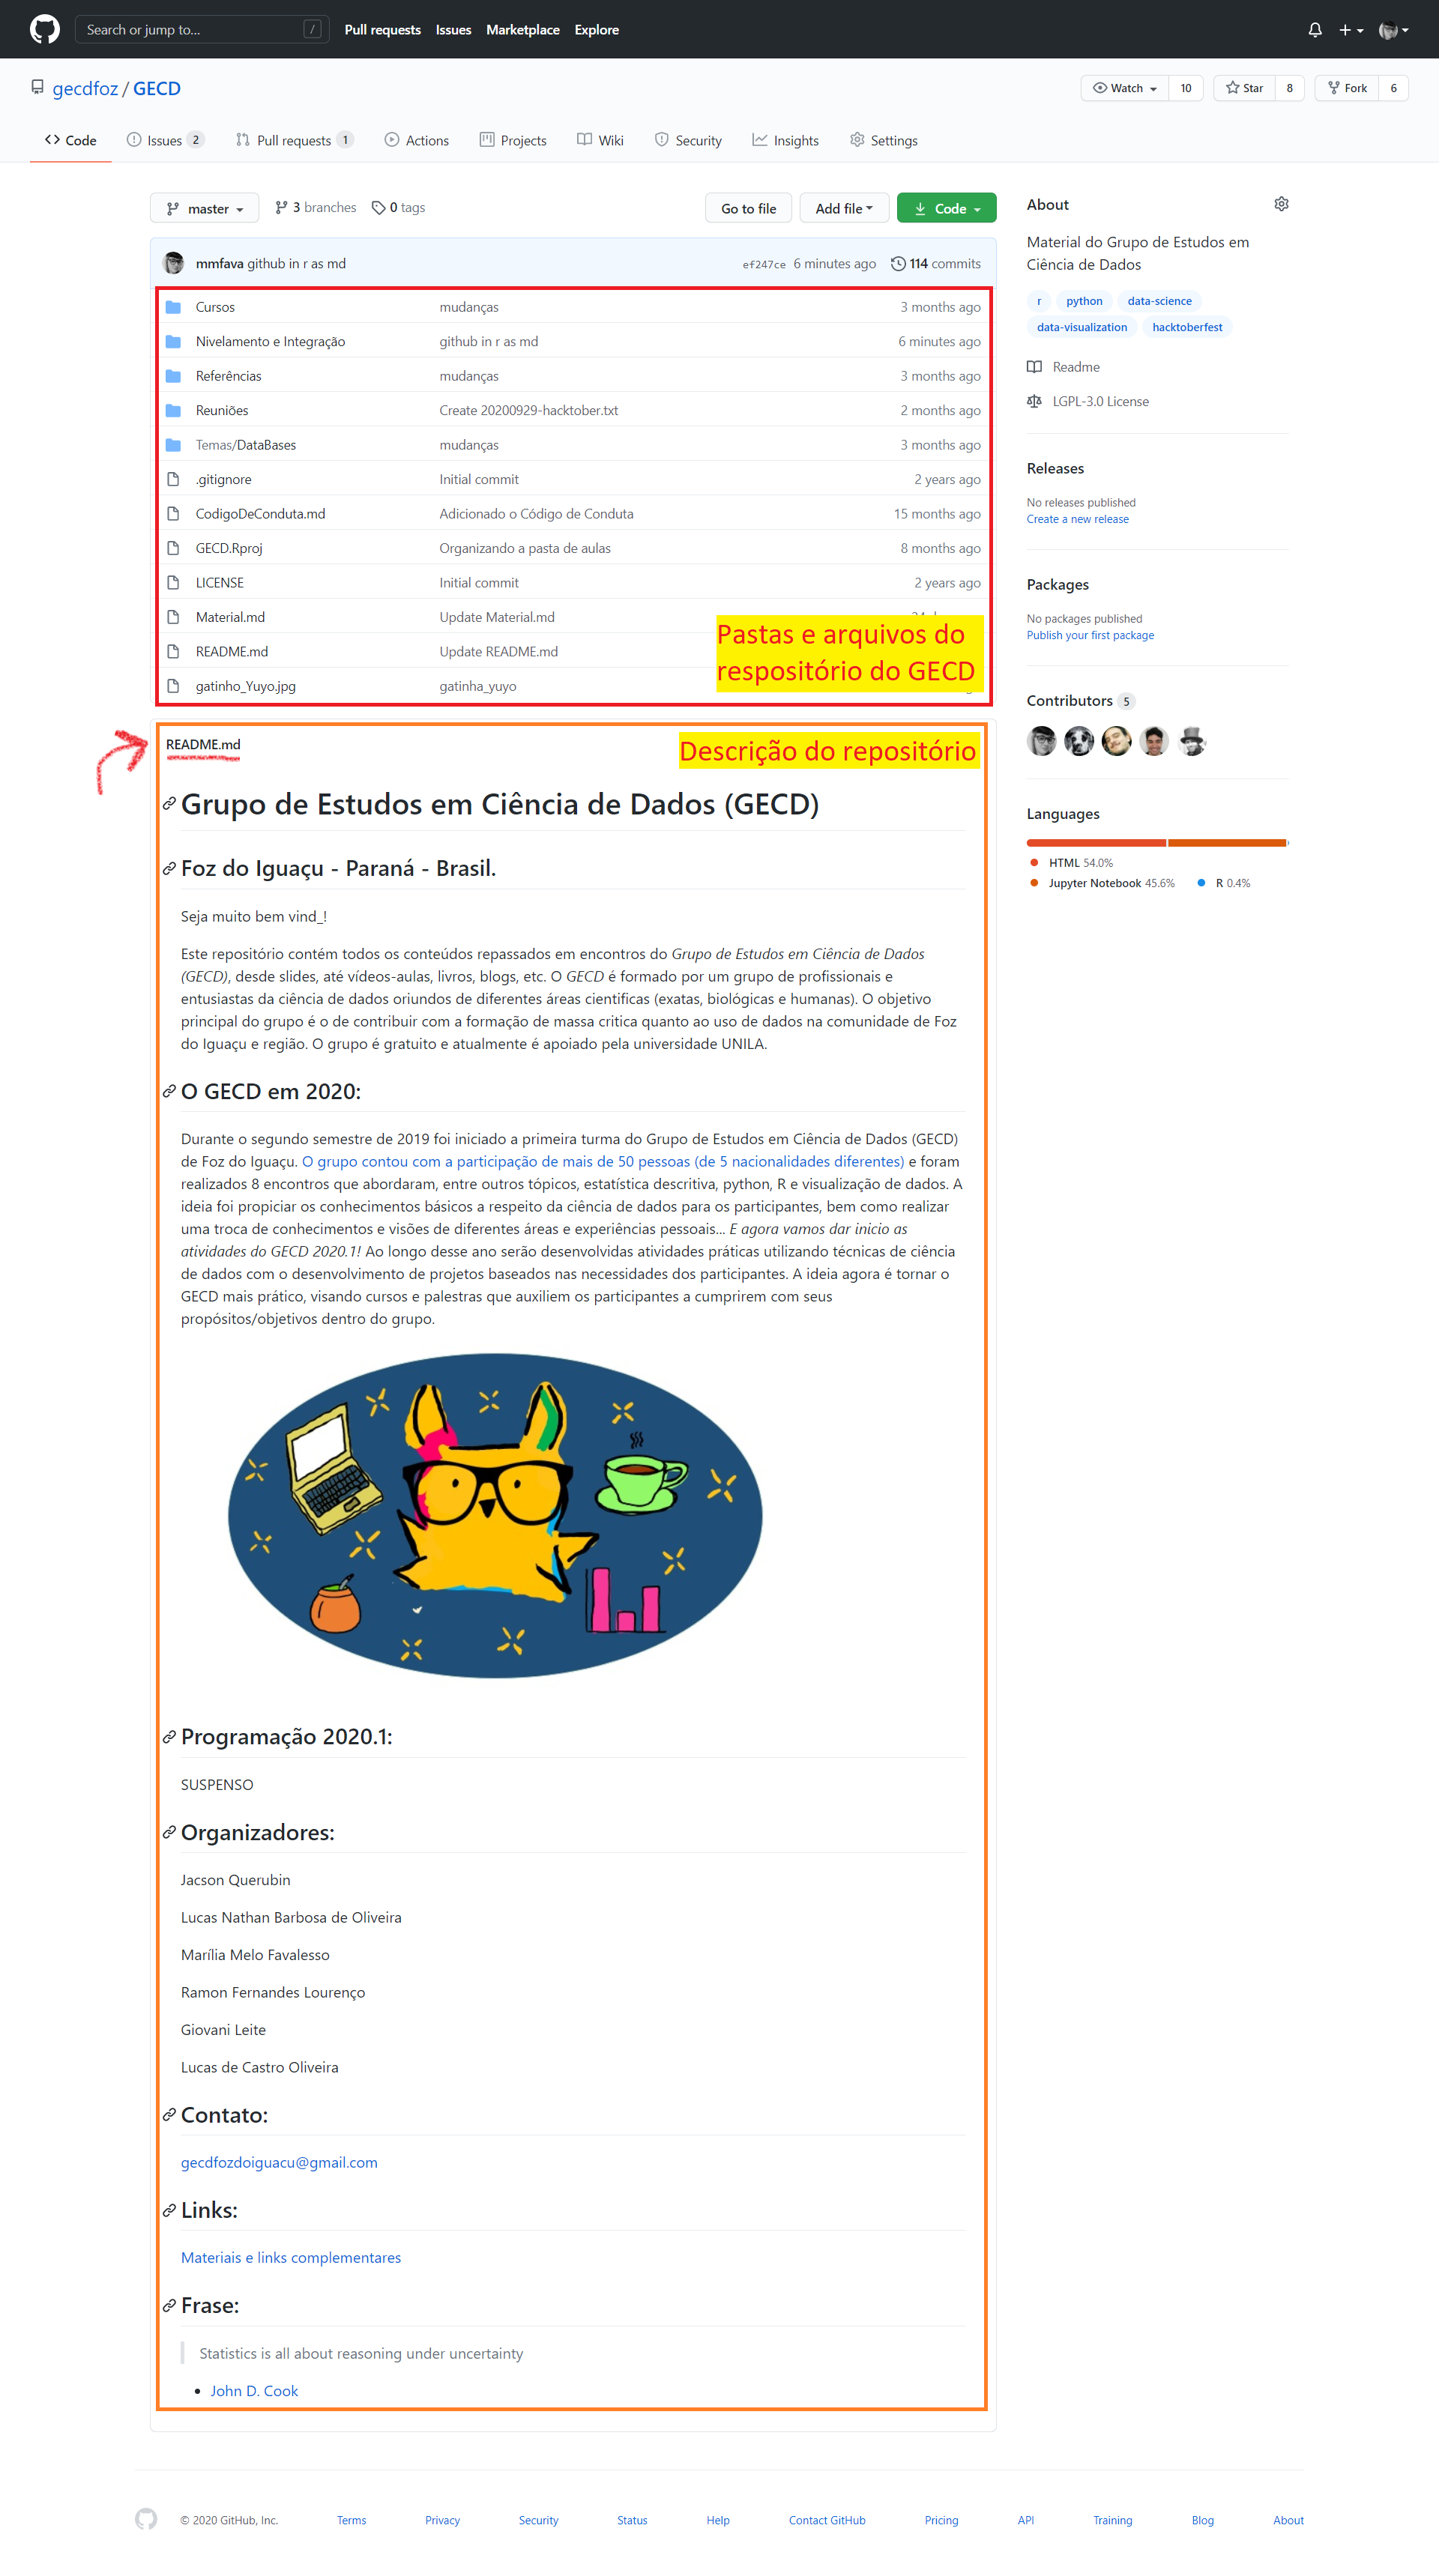 Search or jump to... /
Pull requests Issues Marketplace Explore
gecdfoz / GECD
Watch 10 Star 8 Fork 6
Code Issues 2 Pull requests 1 Actions Projects Wiki Security Insights Settings
master 3 branches 0 tags Go to file Add file Code
mmfava github in r as md ef247ce 6 minutes ago 114 commits
Cursos mudanças 3 months ago
Nivelamento e Integração github in r as md 6 minutes ago
Referências mudanças 3 months ago
Reuniões Create 20200929-hacktober.txt 2 months ago
Temas/DataBases mudanças 3 months ago
.gitignore Initial commit 2 years ago
CodigoDeConduta.md Adicionado o Código de Conduta 15 months ago
GECD.Rproj Organizando a pasta de aulas 8 months ago
LICENSE Initial commit 2 years ago
Material.md Update Material.md
README.md Update README.md
gatinho_Yuyo.jpg gatinha_yuyo
Pastas e arquivos do
respositório do GECD
README.md
Descrição do repositório
Grupo de Estudos em Ciência de Dados (GECD)
Foz do Iguaçu - Paraná - Brasil.
Seja muito bem vind_!
Este repositório contém todos os conteúdos repassados em encontros do Grupo de Estudos em Ciência de Dados
(GECD), desde slides, até vídeos-aulas, livros, blogs, etc. O GECD é formado por um grupo de profissionais e
entusiastas da ciência de dados oriundos de diferentes áreas cientificas (exatas, biológicas e humanas). O objetivo
principal do grupo é o de contribuir com a formação de massa critica quanto ao uso de dados na comunidade de Foz
do Iguaçu e região. O grupo é gratuito e atualmente é apoiado pela universidade UNILA.
O GECD em 2020:
Durante o segundo semestre de 2019 foi iniciado a primeira turma do Grupo de Estudos em Ciência de Dados (GECD)
de Foz do Iguaçu. O grupo contou com a participação de mais de 50 pessoas (de 5 nacionalidades diferentes) e foram
realizados 8 encontros que abordaram, entre outros tópicos, estatística descritiva, python, R e visualização de dados. A
ideia foi propiciar os conhecimentos básicos a respeito da ciência de dados para os participantes, bem como realizar
uma troca de conhecimentos e visões de diferentes áreas e experiências pessoais... E agora vamos dar inicio as
atividades do GECD 2020.1! Ao longo desse ano serão desenvolvidas atividades práticas utilizando técnicas de ciência
de dados com o desenvolvimento de projetos baseados nas necessidades dos participantes. A ideia agora é tornar o
GECD mais prático, visando cursos e palestras que auxiliem os participantes a cumprirem com seus
propósitos/objetivos dentro do grupo.
Programação 2020.1:
SUSPENSO
Organizadores:
Jacson Querubin
Lucas Nathan Barbosa de Oliveira
Marília Melo Favalesso
Ramon Fernandes Lourenço
Giovani Leite
Lucas de Castro Oliveira
Contato:
gecdfozdoiguacu@gmail.com
Links:
Materiais e links complementares
Frase:
Statistics is all about reasoning under uncertainty
John D. Cook
About
Material do Grupo de Estudos em
Ciência de Dados
r python data-science
data-visualization hacktoberfest
Readme
LGPL-3.0 License
Releases
No releases published
Create a new release
Packages
No packages published
Publish your first package
Contributors 5
Languages
HTML 54.0%
Jupyter Notebook 45.6% R 0.4%
© 2020 GitHub, Inc. Terms Privacy Security Status Help Contact GitHub Pricing API Training Blog About